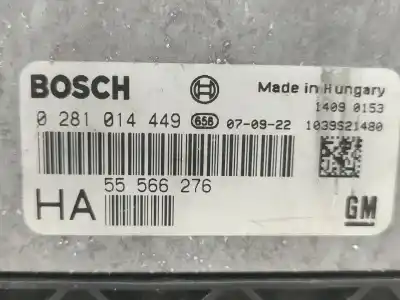 BOSCH
Made in Hungary
1409 0153
0 281 014 449 656 07-09-22 1039S21480
55 566 276
HA
GM